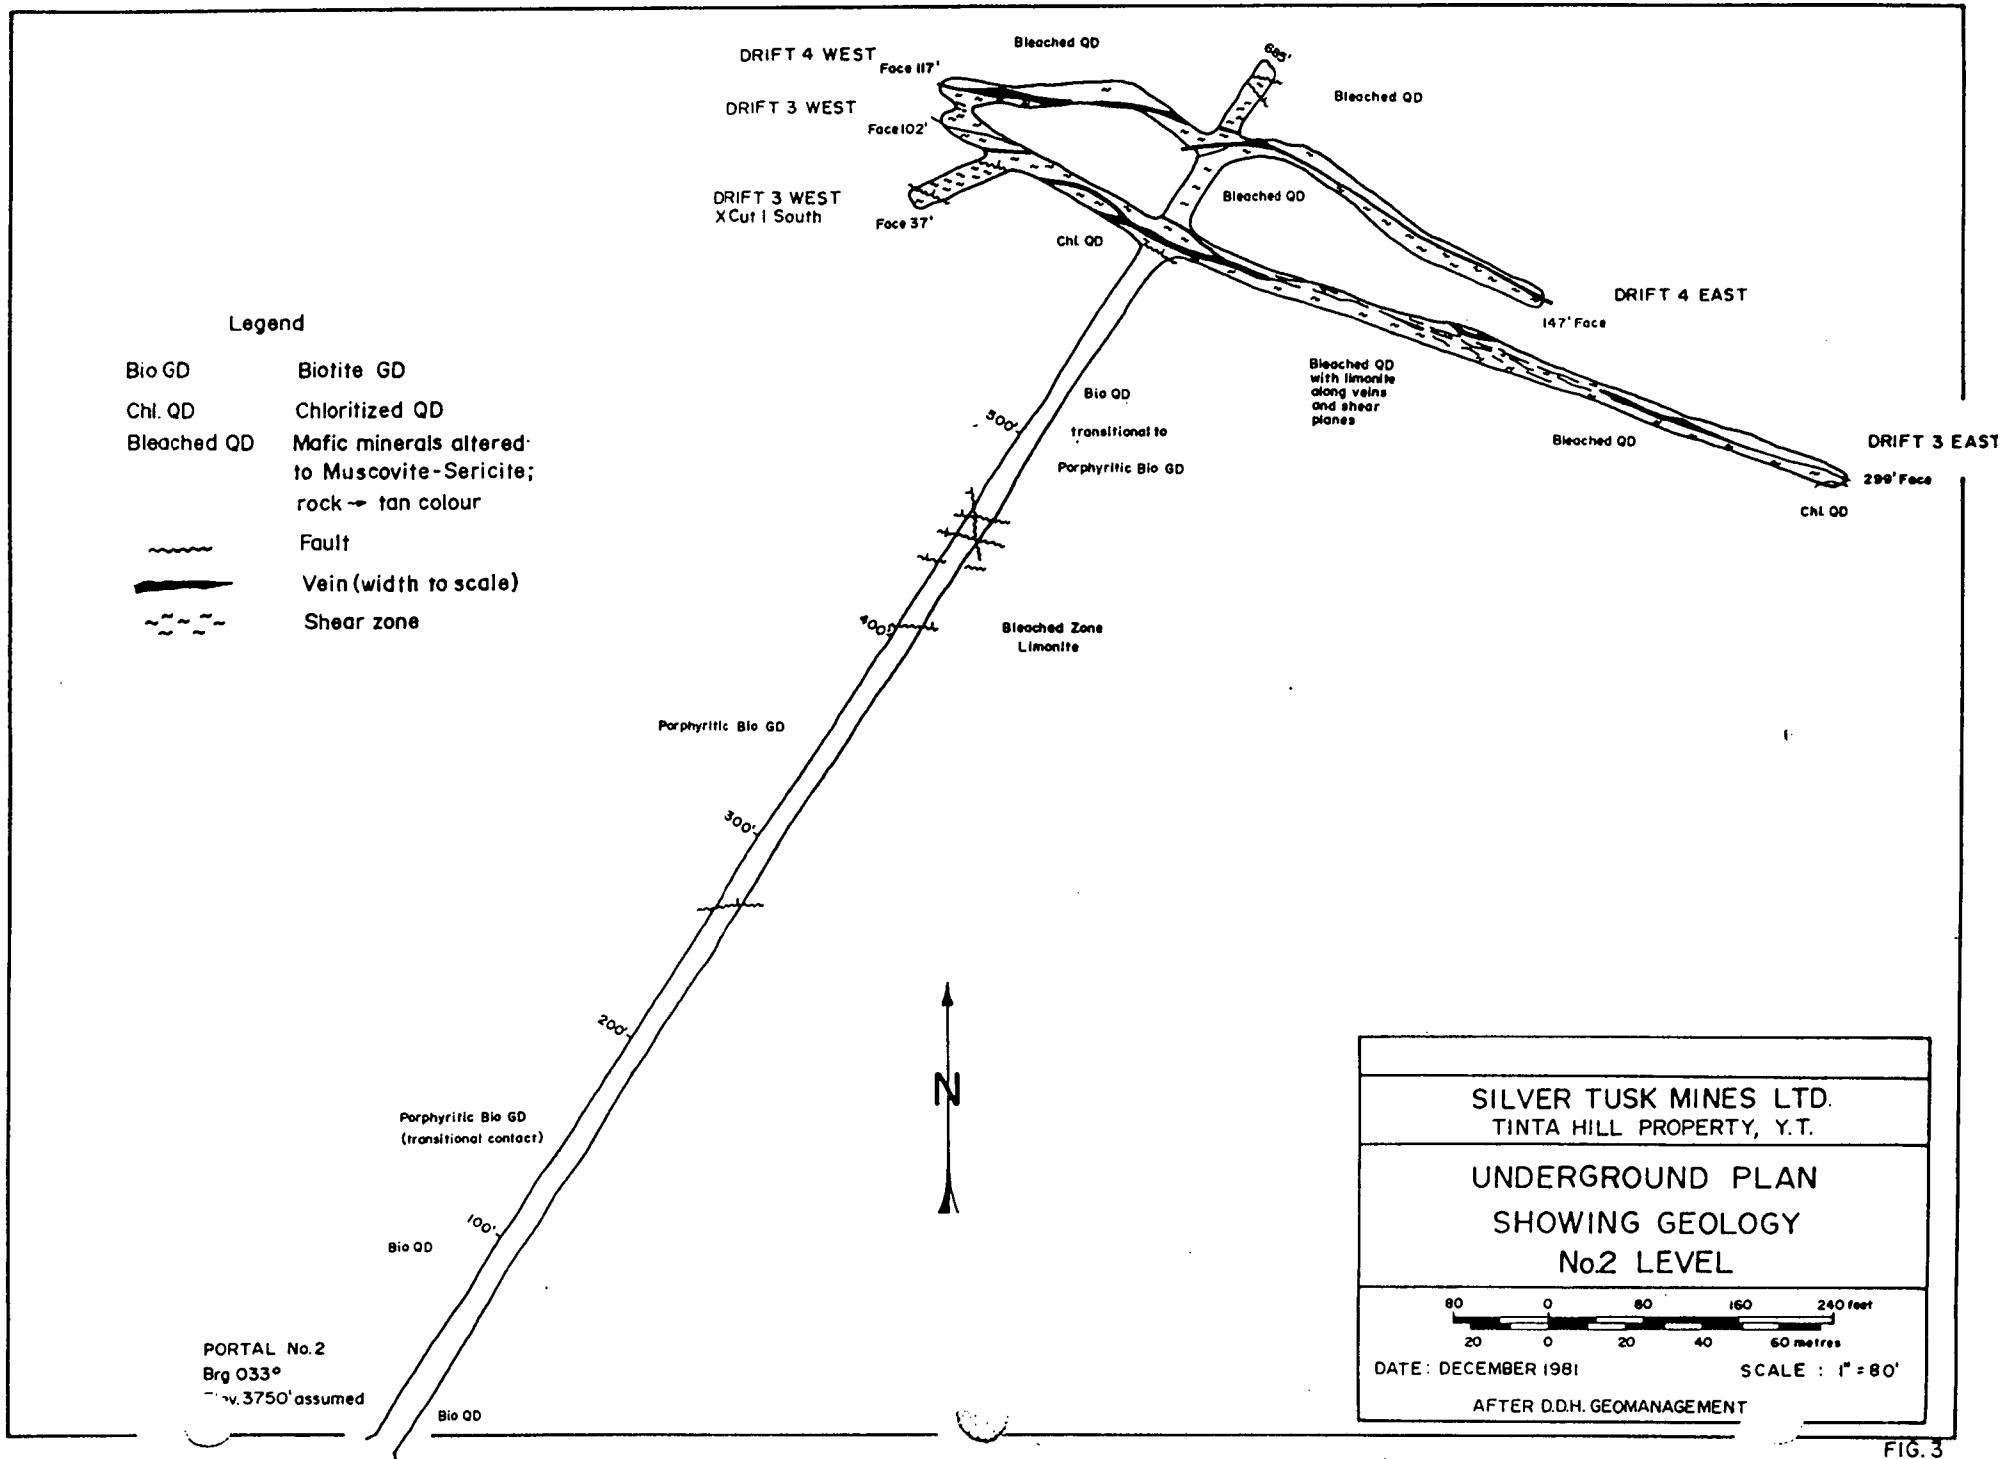 DRIFT 4 WEST
Face 117'
Bleached QD
685'
Bleached QD
DRIFT 3 WEST
Face 102'
DRIFT 3 WEST
X Cut 1 South
Face 37'
Bleached QD
Chl. QD
DRIFT 4 EAST
147' Face
Bleached QD
with limonite
along veins
and shear
planes
Bleached QD
DRIFT 3 EAST
299' Face
Chl. QD
Legend
Bio GD Biotite GD
Chl. QD Chloritized QD
Bleached QD Mafic minerals altered
to Muscovite-Sericite;
rock → tan colour
Fault
Vein (width to scale)
Shear zone
500'
Bio QD
transitional to
Porphyritic Bio GD
400'
Bleached Zone
Limonite
Porphyritic Bio GD
300'
200'
Porphyritic Bio GD
(transitional contact)
100'
Bio QD
PORTAL No. 2
Brg 033°
3750' assumed
Bio QD
N
SILVER TUSK MINES LTD.
TINTA HILL PROPERTY, Y.T.
UNDERGROUND PLAN
SHOWING GEOLOGY
No.2 LEVEL
80 0 80 160 240 feet
20 0 20 40 60 metres
DATE: DECEMBER 1981 SCALE : 1" = 80'
AFTER D.D.H. GEOMANAGEMENT
FIG. 3